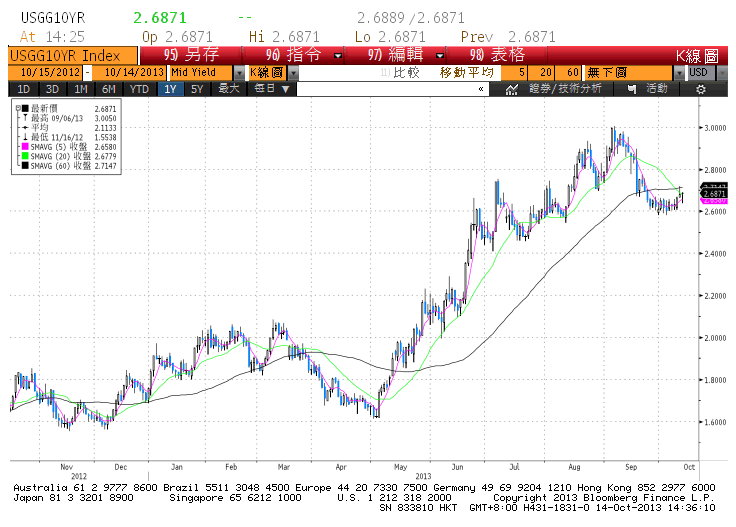 USGG10YR 2.6871 -- 2.6889 /2.6871
At 14:25 Op 2.6871 Hi 2.6871 Lo 2.6871 Prev 2.6871
USGG10YR Index 95) 另存 96) 指令 97) 編輯 98) 表格 K線圖
10/15/2012 - 10/14/2013 Mid Yield K線圖 比較 移動平均 5 20 60 無下圖 USD
1D 3D 1M 6M YTD 1Y 5Y 最大 每日 ▼ « 證券/技術分析 活動
最新價 2.6871
最高 09/06/13 3.0050
平均 2.1133
最低 11/16/12 1.5538
SMAVG (5) 收盤 2.6580
SMAVG (20) 收盤 2.6779
SMAVG (60) 收盤 2.7147
3.0000
2.8000
2.7147
2.6871
2.6580
2.6000
2.4000
2.2000
2.0000
1.8000
1.6000
Nov Dec Jan Feb Mar Apr May Jun Jul Aug Sep Oct
2012 2013
Australia 61 2 9777 8600 Brazil 5511 3048 4500 Europe 44 20 7330 7500 Germany 49 69 9204 1210 Hong Kong 852 2977 6000
Japan 81 3 3201 8900 Singapore 65 6212 1000 U.S. 1 212 318 2000 Copyright 2013 Bloomberg Finance L.P.
SN 833810 HKT GMT+8:00 H431-1831-0 14-Oct-2013 14:36:10